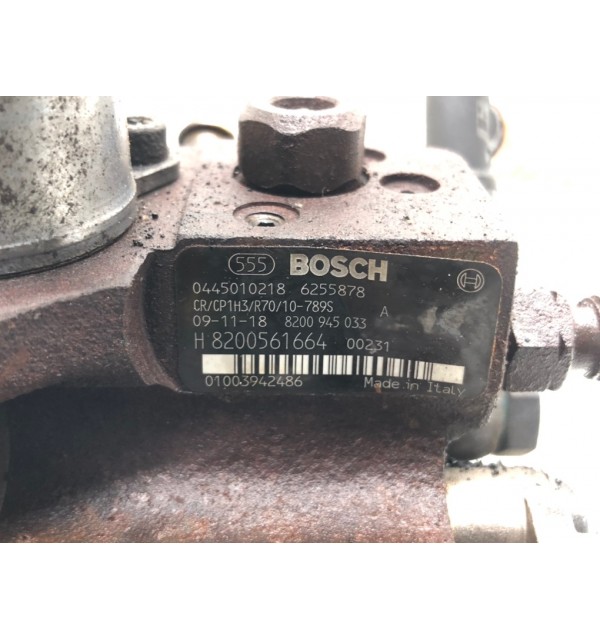 555 BOSCH
0445010218 6255878
CR/CP1H3/R70/10-789S A
09-11-18 8200 945 033
H 8200561664 00231
01003942486 Made in Italy